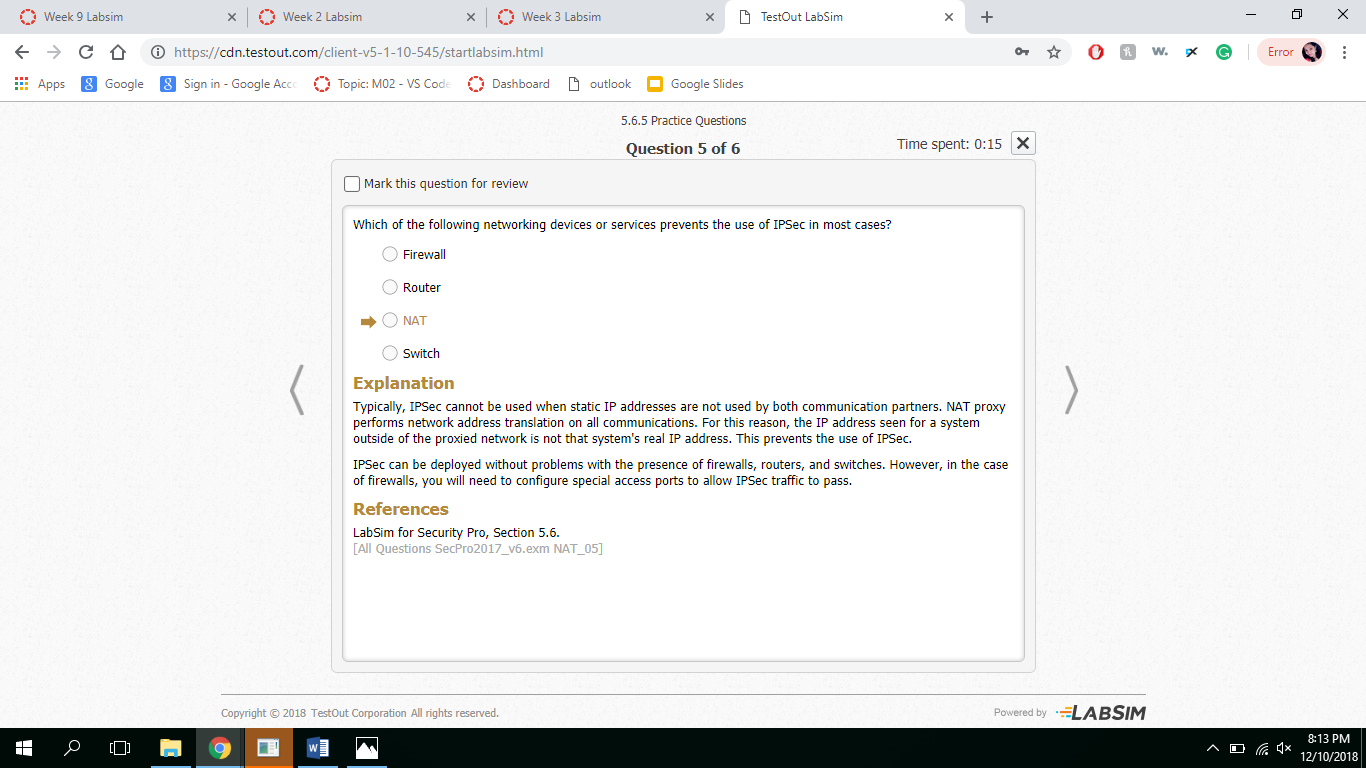 Week 9 Labsim
Week 2 Labsim
Week 3 Labsim
TestOut LabSim
https://cdn.testout.com/client-v5-1-10-545/startlabsim.html
Error
Apps
Google
Sign in - Google Acco
Topic: M02 - VS Code
Dashboard
outlook
Google Slides
5.6.5 Practice Questions
Question 5 of 6
Time spent: 0:15
Mark this question for review
Which of the following networking devices or services prevents the use of IPSec in most cases?
Firewall
Router
NAT
Switch
Explanation
Typically, IPSec cannot be used when static IP addresses are not used by both communication partners. NAT proxy
performs network address translation on all communications. For this reason, the IP address seen for a system
outside of the proxied network is not that system's real IP address. This prevents the use of IPSec.
IPSec can be deployed without problems with the presence of firewalls, routers, and switches. However, in the case
of firewalls, you will need to configure special access ports to allow IPSec traffic to pass.
References
LabSim for Security Pro, Section 5.6.
[All Questions SecPro2017_v6.exm NAT_05]
Copyright © 2018 TestOut Corporation All rights reserved.
Powered by LABSIM
8:13 PM
12/10/2018